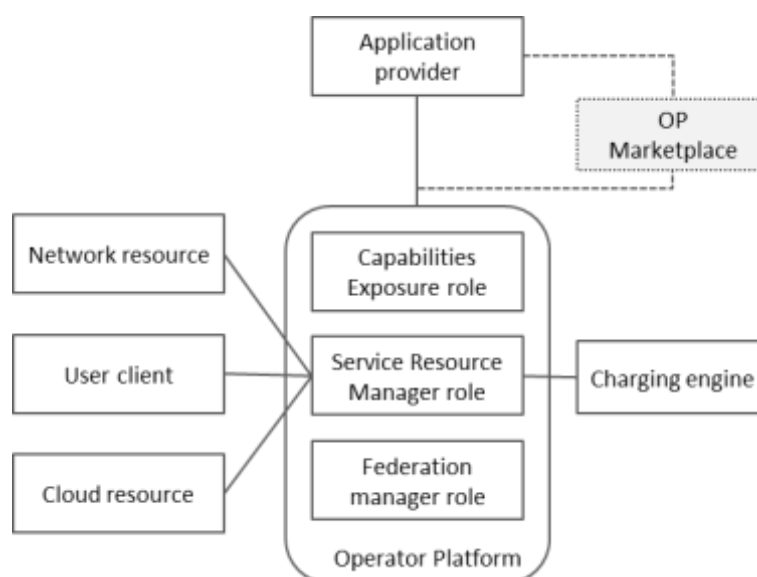 Application
provider
OP
Marketplace
Network resource
Capabilities
Exposure role
User client
Service Resource
Manager role
Charging engine
Cloud resource
Federation
manager role
Operator Platform